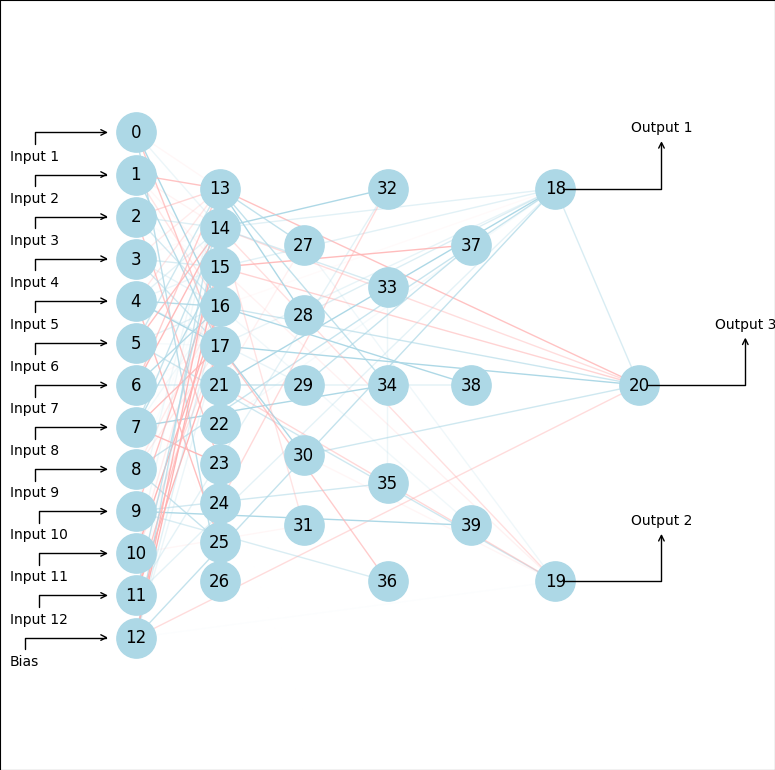 0
Input 1
1
Input 2
2
Input 3
3
Input 4
4
Input 5
5
Input 6
6
Input 7
7
Input 8
8
Input 9
9
Input 10
10
Input 11
11
Input 12
12
Bias
13
14
15
16
17
21
22
23
24
25
26
27
28
29
30
31
32
33
34
35
36
37
38
39
Output 1
18
Output 2
19
Output 3
20